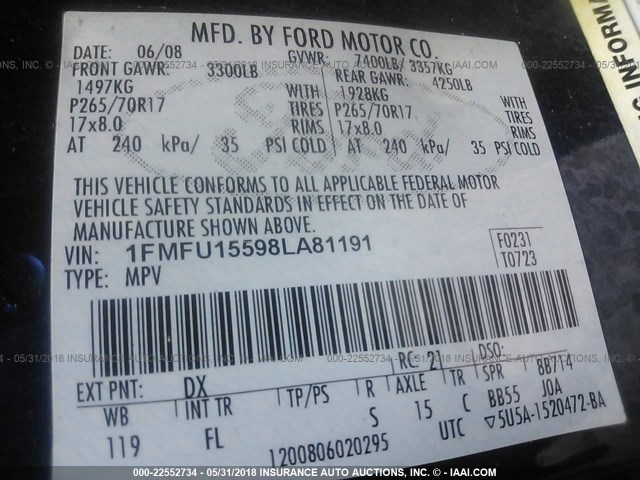 MFD. BY FORD MOTOR CO.
DATE: 06/08 GVWR: 7400LB/ 3357KG
FRONT GAWR: 3300LB REAR GAWR: 4250LB
1497KG WITH 1928KG WITH
P265/70R17 TIRES P265/70R17 TIRES
17x8.0 RIMS 17x8.0 RIMS
AT 240 kPa/ 35 PSI COLD AT 240 kPa/ 35 PSI COLD
THIS VEHICLE CONFORMS TO ALL APPLICABLE FEDERAL MOTOR
VEHICLE SAFETY STANDARDS IN EFFECT ON THE DATE OF
MANUFACTURE SHOWN ABOVE.
VIN: 1FMFU15598LA81191 F0231
TYPE: MPV T0723
EXT PNT: DX RC: 21 DSO:
WB INT TR TP/PS R AXLE TR SPR BB7T4
119 FL S 15 C BB55 JOA
1200806020295 UTC ▽5U5A-1520472-BA
INFORMA
000-22552734 - 05/31/2018 INSURANCE AUTO AUCTIONS, INC. - © IAAI.COM